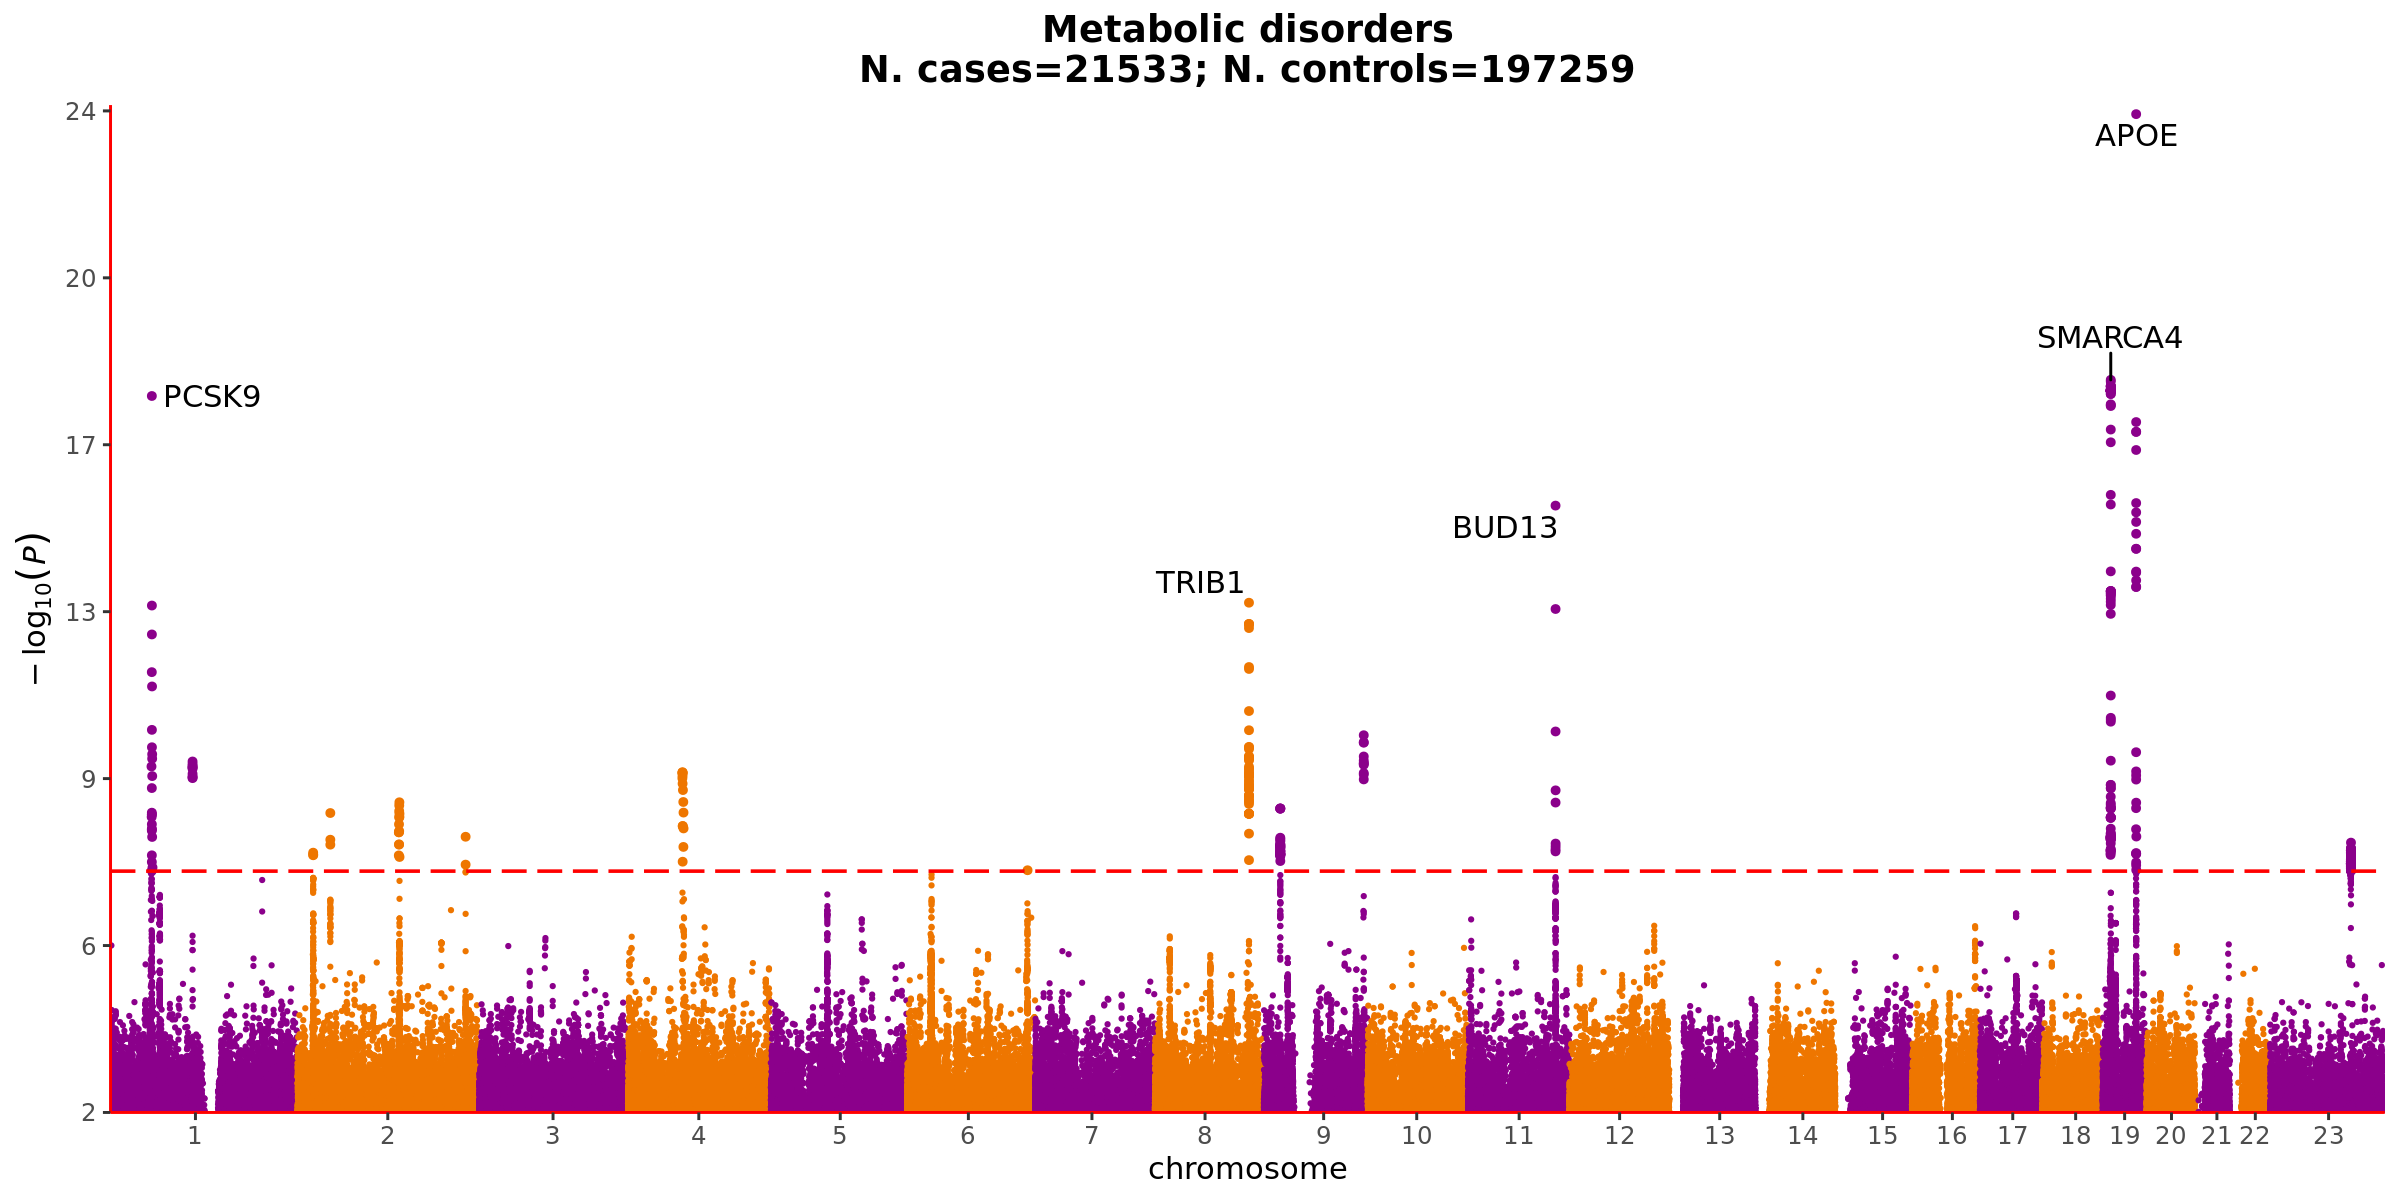 Metabolic disorders
N. cases=21533; N. controls=197259
24
APOE
20
SMARCA4
PCSK9
17
BUD13
TRIB1
13
9
6
2
−log10(P)
1 2 3 4 5 6 7 8 9 10 11 12 13 14 15 16 17 18 19 20 21 22 23
chromosome